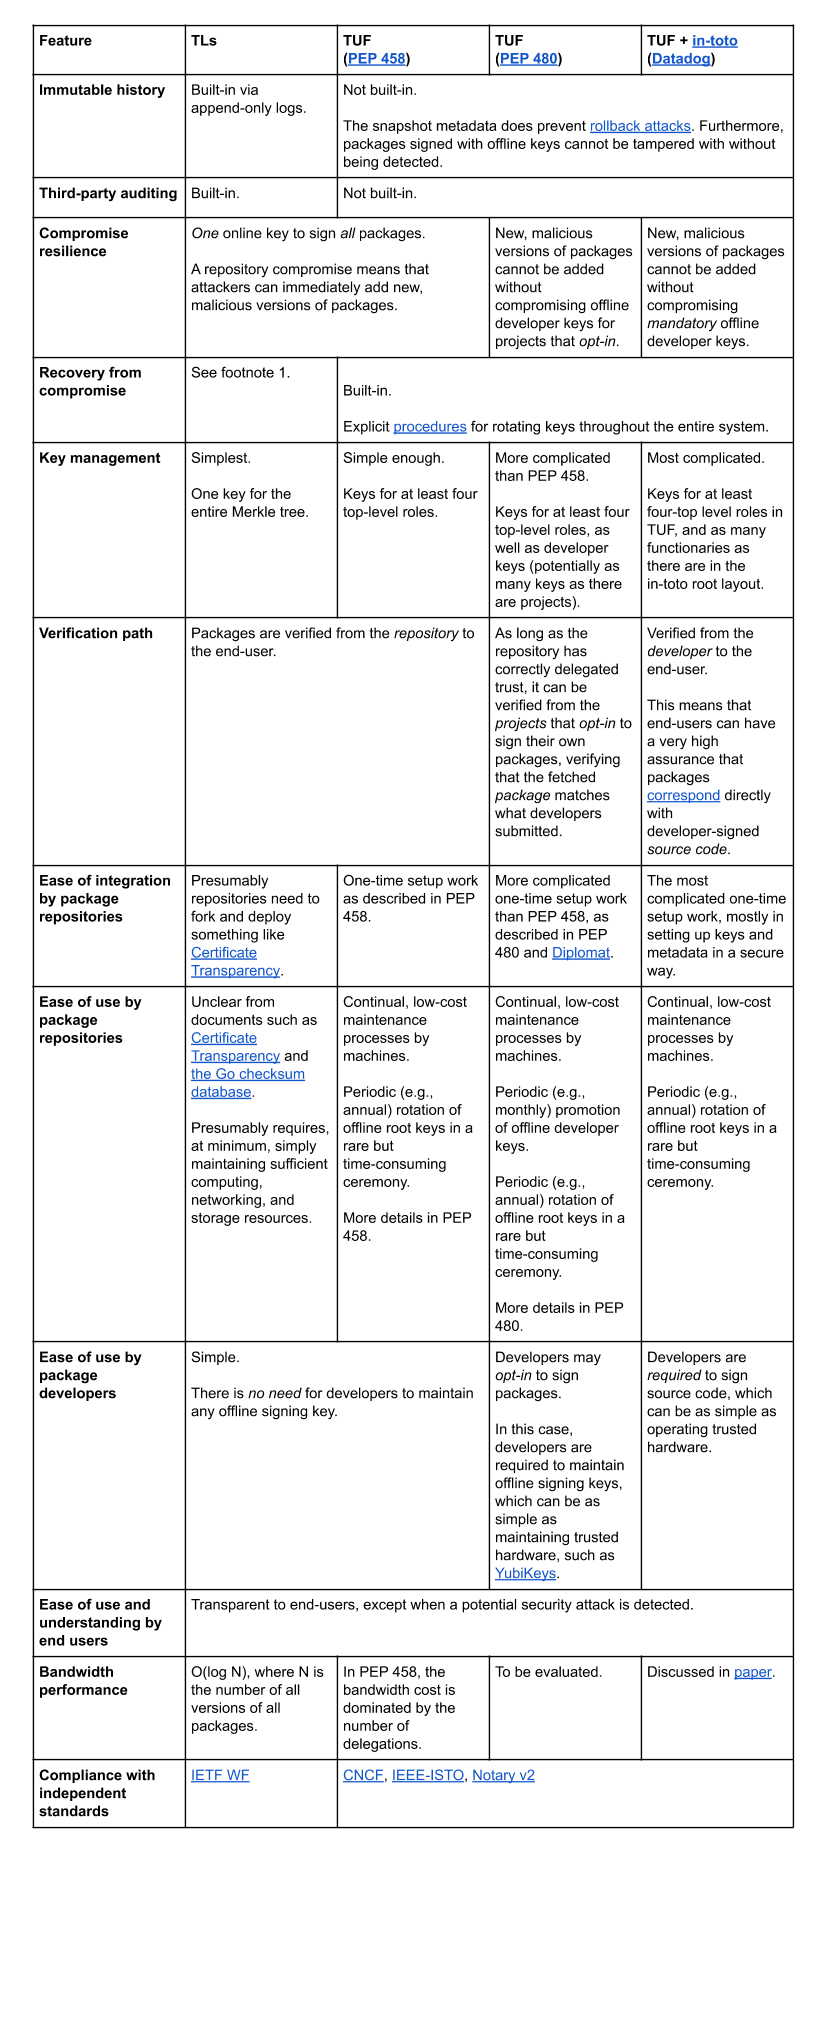 Feature
TLs
TUF
(PEP 458)
TUF
(PEP 480)
TUF + in-toto
(Datadog)
Immutable history
Built-in via
append-only logs.
Not built-in.
The snapshot metadata does prevent rollback attacks. Furthermore,
packages signed with offline keys cannot be tampered with without
being detected.
Third-party auditing
Built-in.
Not built-in.
Compromise
resilience
One online key to sign all packages.
A repository compromise means that
attackers can immediately add new,
malicious versions of packages.
New, malicious
versions of packages
cannot be added
without
compromising offline
developer keys for
projects that opt-in.
New, malicious
versions of packages
cannot be added
without
compromising
mandatory offline
developer keys.
Recovery from
compromise
See footnote 1.
Built-in.
Explicit procedures for rotating keys throughout the entire system.
Key management
Simplest.
One key for the
entire Merkle tree.
Simple enough.
Keys for at least four
top-level roles.
More complicated
than PEP 458.
Keys for at least four
top-level roles, as
well as developer
keys (potentially as
many keys as there
are projects).
Most complicated.
Keys for at least
four-top level roles in
TUF, and as many
functionaries as
there are in the
in-toto root layout.
Verification path
Packages are verified from the repository to
the end-user.
As long as the
repository has
correctly delegated
trust, it can be
verified from the
projects that opt-in to
sign their own
packages, verifying
that the fetched
package matches
what developers
submitted.
Verified from the
developer to the
end-user.
This means that
end-users can have
a very high
assurance that
packages
correspond directly
with
developer-signed
source code.
Ease of integration
by package
repositories
Presumably
repositories need to
fork and deploy
something like
Certificate
Transparency.
One-time setup work
as described in PEP
458.
More complicated
one-time setup work
than PEP 458, as
described in PEP
480 and Diplomat.
The most
complicated one-time
setup work, mostly in
setting up keys and
metadata in a secure
way.
Ease of use by
package
repositories
Unclear from
documents such as
Certificate
Transparency and
the Go checksum
database.
Presumably requires,
at minimum, simply
maintaining sufficient
computing,
networking, and
storage resources.
Continual, low-cost
maintenance
processes by
machines.
Periodic (e.g.,
annual) rotation of
offline root keys in a
rare but
time-consuming
ceremony.
More details in PEP
458.
Continual, low-cost
maintenance
processes by
machines.
Periodic (e.g.,
monthly) promotion
of offline developer
keys.
Periodic (e.g.,
annual) rotation of
offline root keys in a
rare but
time-consuming
ceremony.
More details in PEP
480.
Continual, low-cost
maintenance
processes by
machines.
Periodic (e.g.,
annual) rotation of
offline root keys in a
rare but
time-consuming
ceremony.
Ease of use by
package
developers
Simple.
There is no need for developers to maintain
any offline signing key.
Developers may
opt-in to sign
packages.
In this case,
developers are
required to maintain
offline signing keys,
which can be as
simple as
maintaining trusted
hardware, such as
YubiKeys.
Developers are
required to sign
source code, which
can be as simple as
operating trusted
hardware.
Ease of use and
understanding by
end users
Transparent to end-users, except when a potential security attack is detected.
Bandwidth
performance
O(log N), where N is
the number of all
versions of all
packages.
In PEP 458, the
bandwidth cost is
dominated by the
number of
delegations.
To be evaluated.
Discussed in paper.
Compliance with
independent
standards
IETF WF
CNCF, IEEE-ISTO, Notary v2